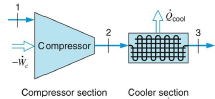 1
Q̇cool
Compressor
2
3
−Ẇc
Compressor section
Cooler section